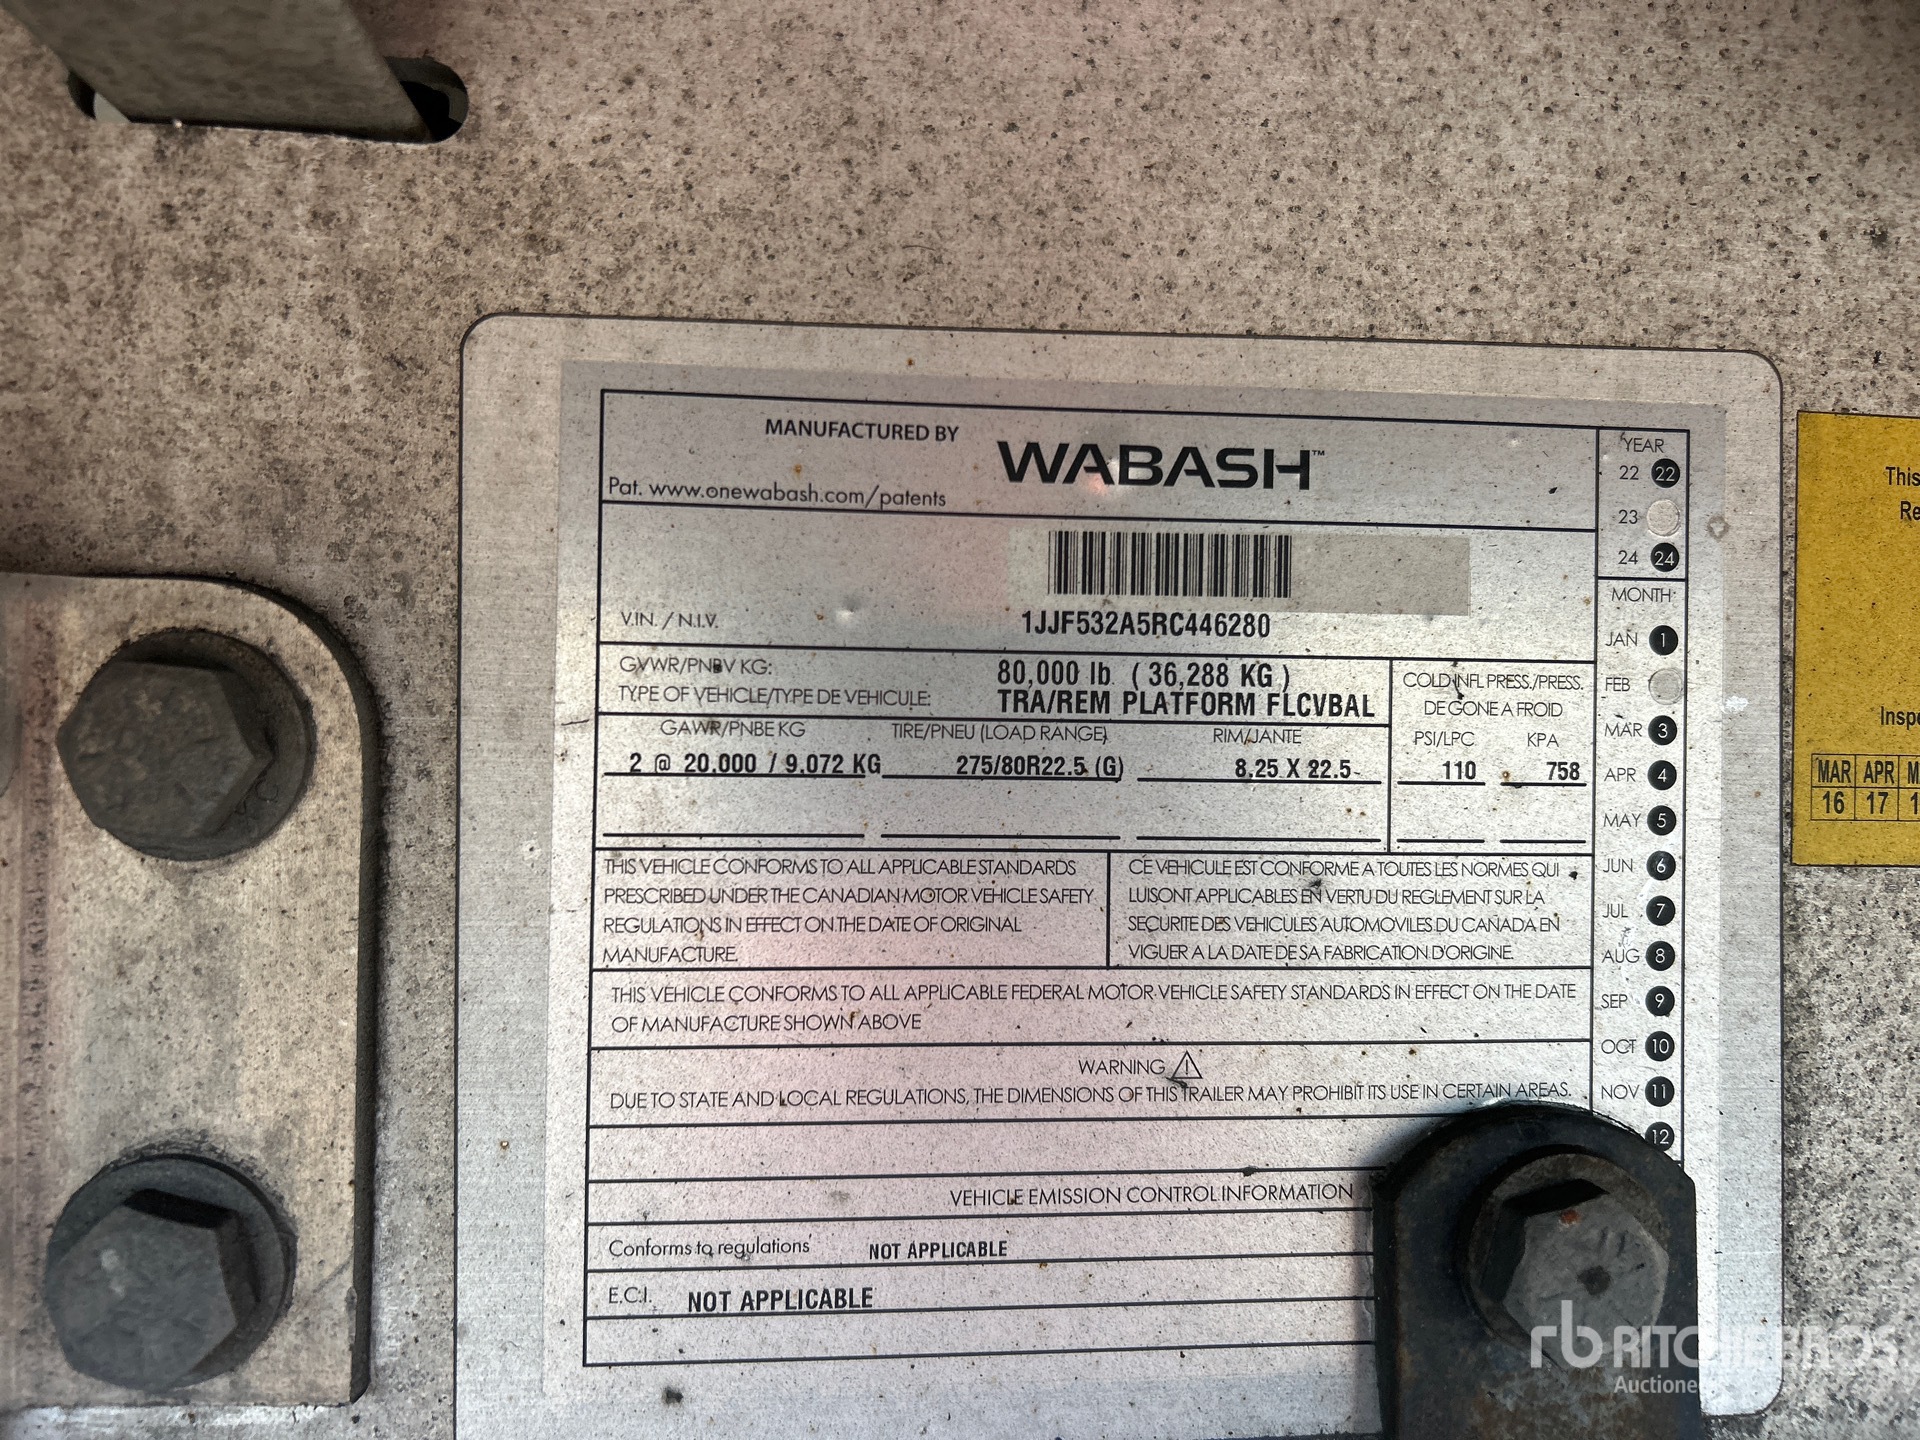 MANUFACTURED BY WABASH™
Pat. www.onewabash.com/patents
YEAR
22 22
23
24 24
V.IN. / N.I.V. 1JJF532A5RC446280
MONTH
JAN 1
FEB
MAR 3
APR 4
MAY 5
JUN 6
JUL 7
AUG 8
SEP 9
OCT 10
NOV 11
12
GVWR/PNBV KG: 80,000 lb. ( 36,288 KG )
TYPE OF VEHICLE/TYPE DE VEHICULE: TRA/REM PLATFORM FLCVBAL
COLD INFL PRESS./PRESS.
DE GONE A FROID
GAWR/PNBE KG TIRE/PNEU (LOAD RANGE) RIM/JANTE PSI/LPC KPA
2 @ 20,000 / 9,072 KG 275/80R22.5 (G) 8.25 X 22.5 110 758
THIS VEHICLE CONFORMS TO ALL APPLICABLE STANDARDS
PRESCRIBED UNDER THE CANADIAN MOTOR VEHICLE SAFETY
REGULATIONS IN EFFECT ON THE DATE OF ORIGINAL
MANUFACTURE.
CE VEHICULE EST CONFORME A TOUTES LES NORMES QUI
LUISONT APPLICABLES EN VERTU DU REGLEMENT SUR LA
SECURITE DES VEHICULES AUTOMOVILES DU CANADA EN
VIGUER A LA DATE DE SA FABRICATION D'ORIGINE.
THIS VEHICLE CONFORMS TO ALL APPLICABLE FEDERAL MOTOR VEHICLE SAFETY STANDARDS IN EFFECT ON THE DATE
OF MANUFACTURE SHOWN ABOVE
WARNING
DUE TO STATE AND LOCAL REGULATIONS, THE DIMENSIONS OF THIS TRAILER MAY PROHIBIT ITS USE IN CERTAIN AREAS.
VEHICLE EMISSION CONTROL INFORMATION
Conforms to regulations NOT APPLICABLE
E.C.I. NOT APPLICABLE
This
Re
Inspe
MAR APR M
16 17 1
rb RITCHIE BROS
Auctione